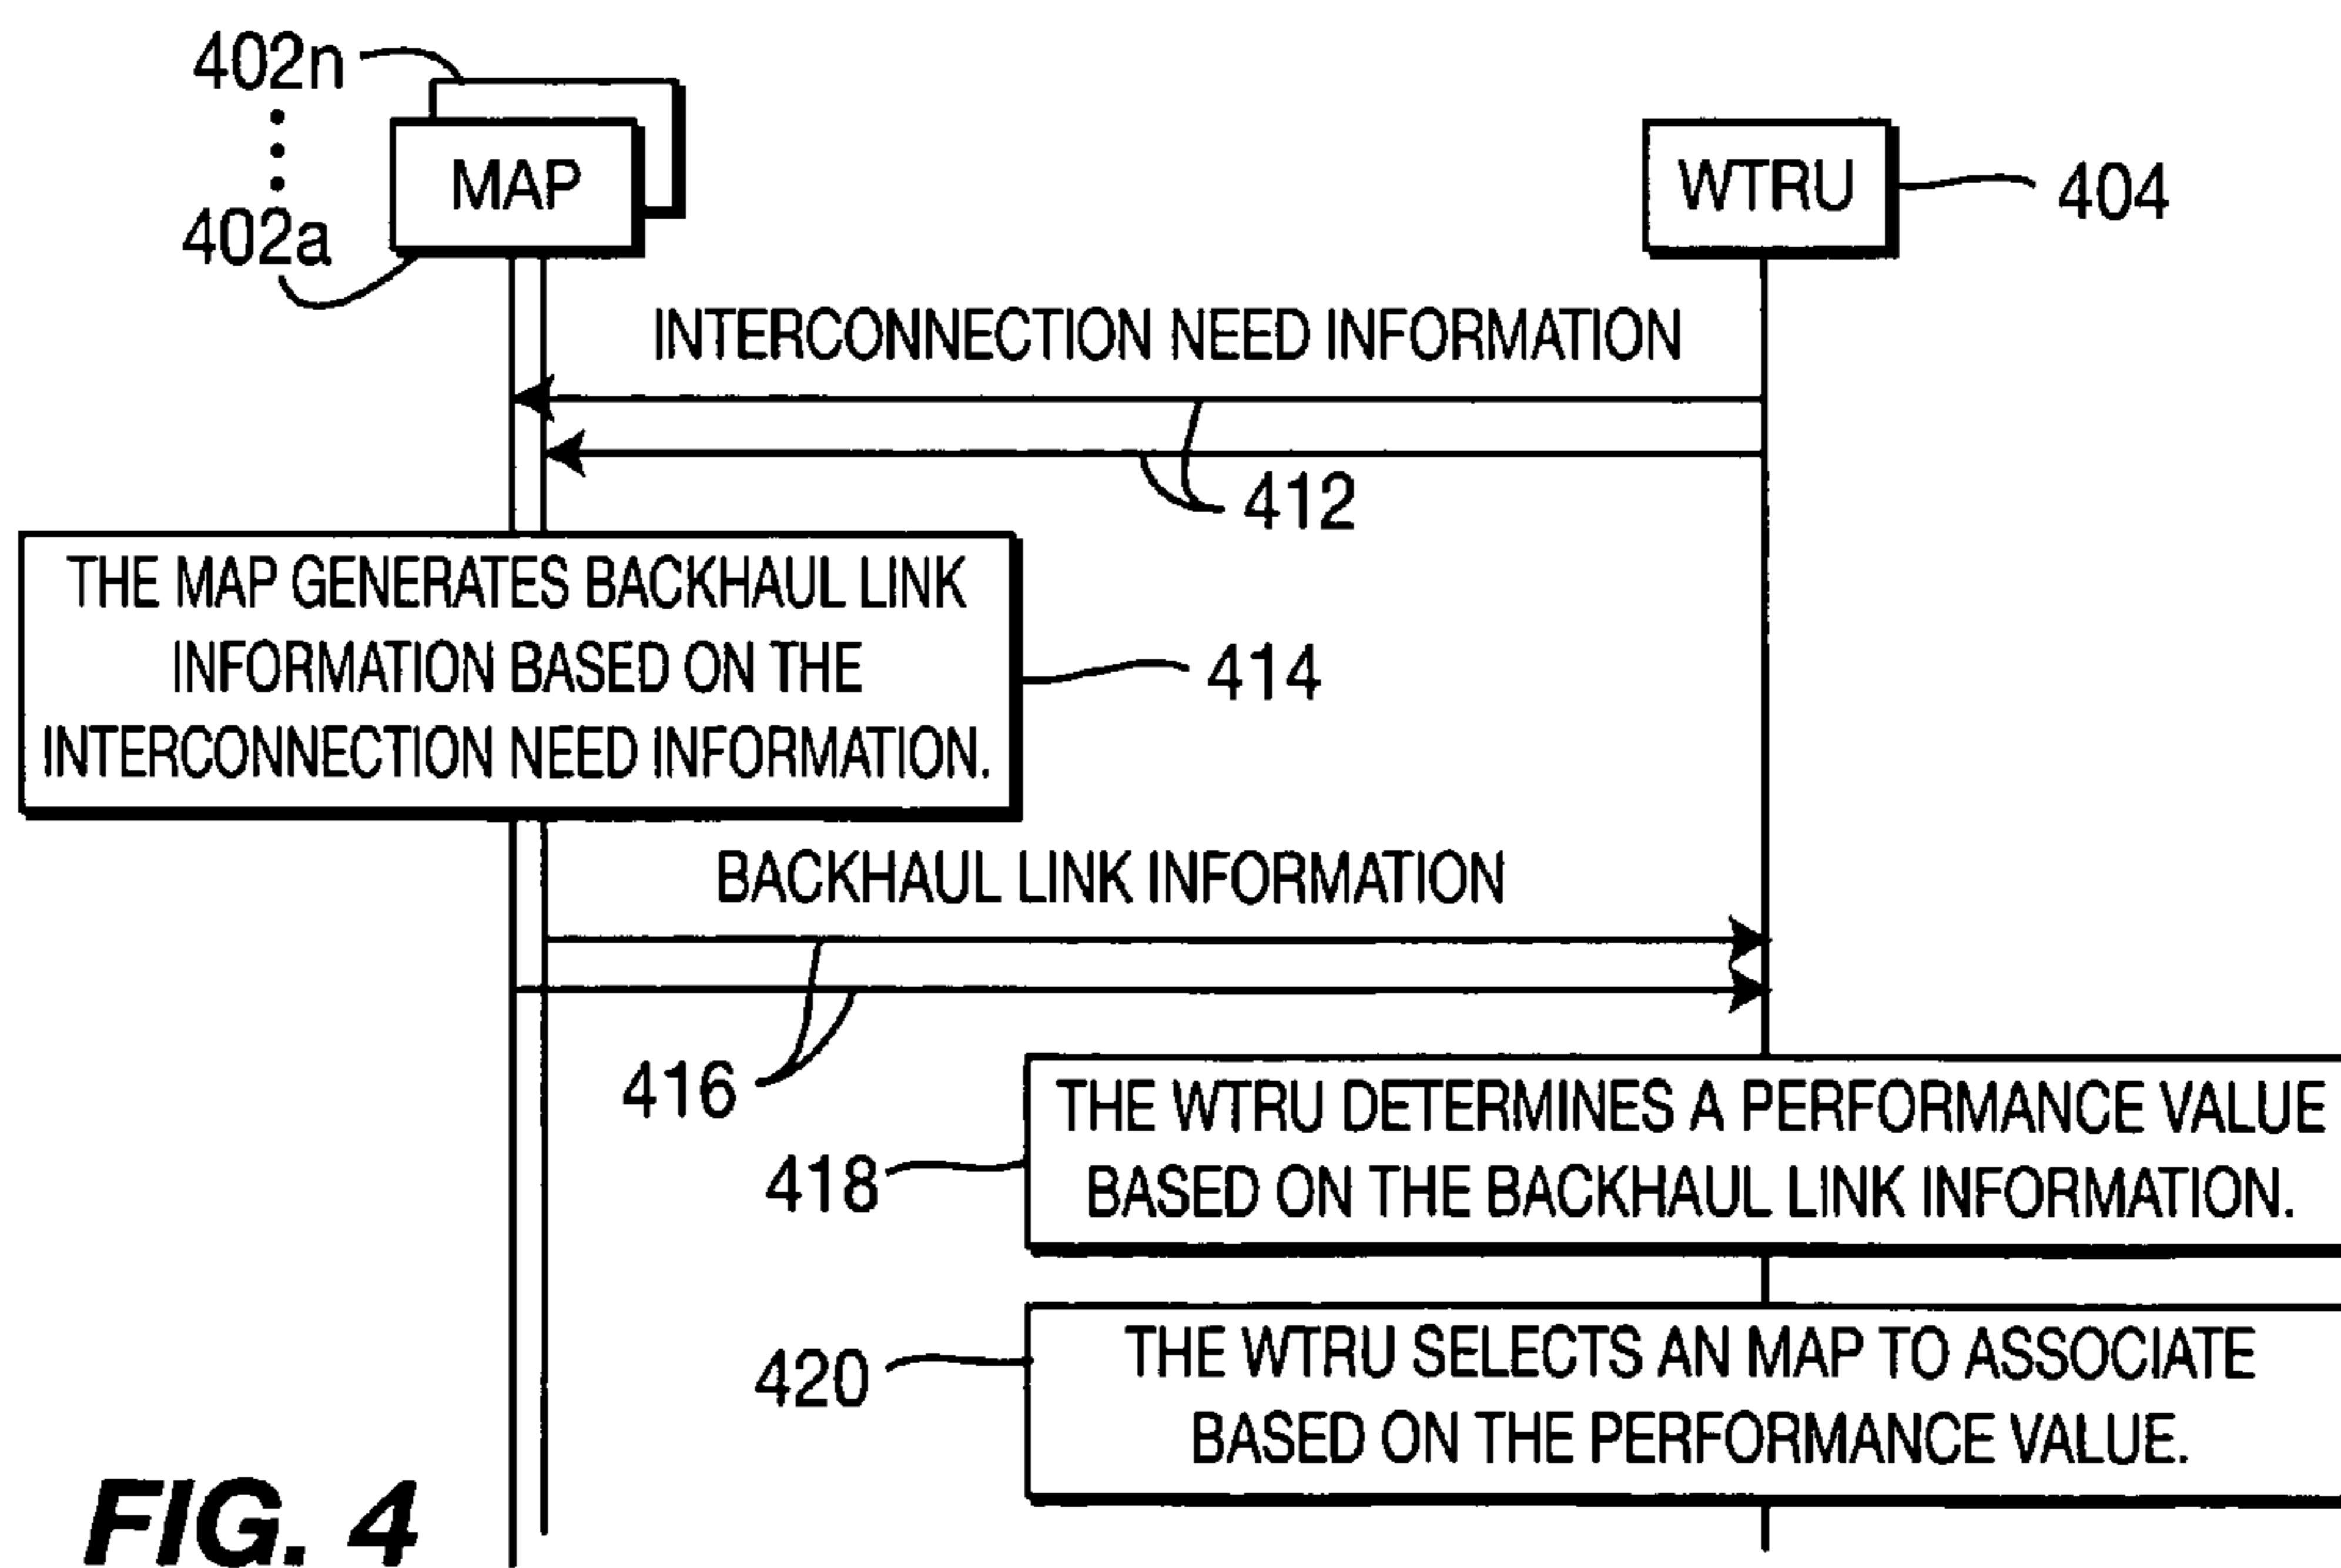 402n
402a
MAP
WTRU
404
INTERCONNECTION NEED INFORMATION
412
THE MAP GENERATES BACKHAUL LINK
INFORMATION BASED ON THE
INTERCONNECTION NEED INFORMATION.
414
BACKHAUL LINK INFORMATION
416
THE WTRU DETERMINES A PERFORMANCE VALUE
BASED ON THE BACKHAUL LINK INFORMATION.
418
THE WTRU SELECTS AN MAP TO ASSOCIATE
BASED ON THE PERFORMANCE VALUE.
420
FIG. 4